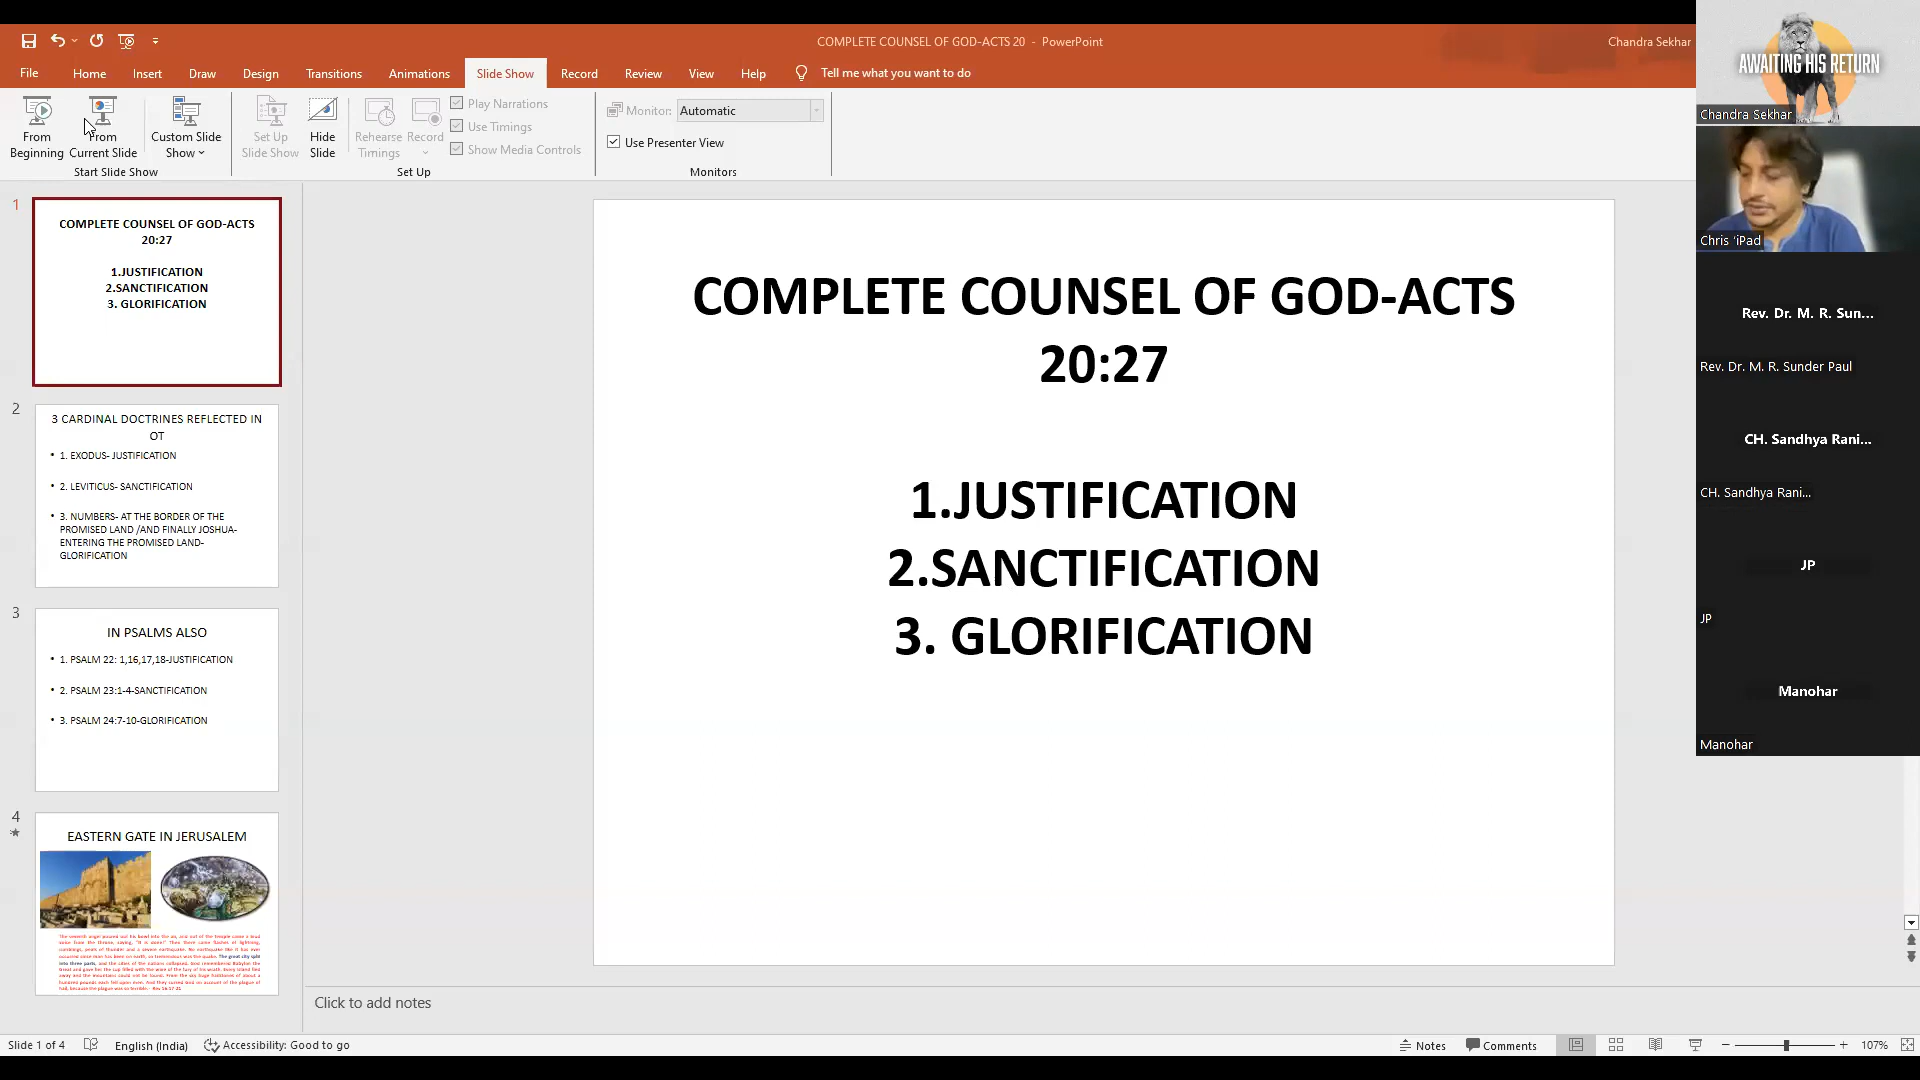 COMPLETE COUNSEL OF GOD-ACTS 20 - PowerPoint
Chandra Sekhar
File
Home
Insert
Draw
Design
Transitions
Animations
Slide Show
Record
Review
View
Help
Tell me what you want to do
From Beginning
From Current Slide
Custom Slide Show
Start Slide Show
Set Up Slide Show
Hide Slide
Rehearse Timings
Record
Play Narrations
Use Timings
Show Media Controls
Set Up
Monitor: Automatic
Use Presenter View
Monitors
1
COMPLETE COUNSEL OF GOD-ACTS
20:27
1.JUSTIFICATION
2.SANCTIFICATION
3. GLORIFICATION
2
3 CARDINAL DOCTRINES REFLECTED IN
OT
• 1. EXODUS- JUSTIFICATION
• 2. LEVITICUS- SANCTIFICATION
• 3. NUMBERS- AT THE BORDER OF THE
PROMISED LAND /AND FINALLY JOSHUA-
ENTERING THE PROMISED LAND-
GLORIFICATION
3
IN PSALMS ALSO
• 1. PSALM 22: 1,16,17,18-JUSTIFICATION
• 2. PSALM 23:1-4-SANCTIFICATION
• 3. PSALM 24:7-10-GLORIFICATION
4
EASTERN GATE IN JERUSALEM
COMPLETE COUNSEL OF GOD-ACTS
20:27
1.JUSTIFICATION
2.SANCTIFICATION
3. GLORIFICATION
Click to add notes
AWAITING HIS RETURN
Chandra Sekhar
Chris 'iPad
Rev. Dr. M. R. Sun...
Rev. Dr. M. R. Sunder Paul
CH. Sandhya Rani...
CH. Sandhya Rani...
JP
JP
Manohar
Manohar
Slide 1 of 4
English (India)
Accessibility: Good to go
Notes
Comments
107%